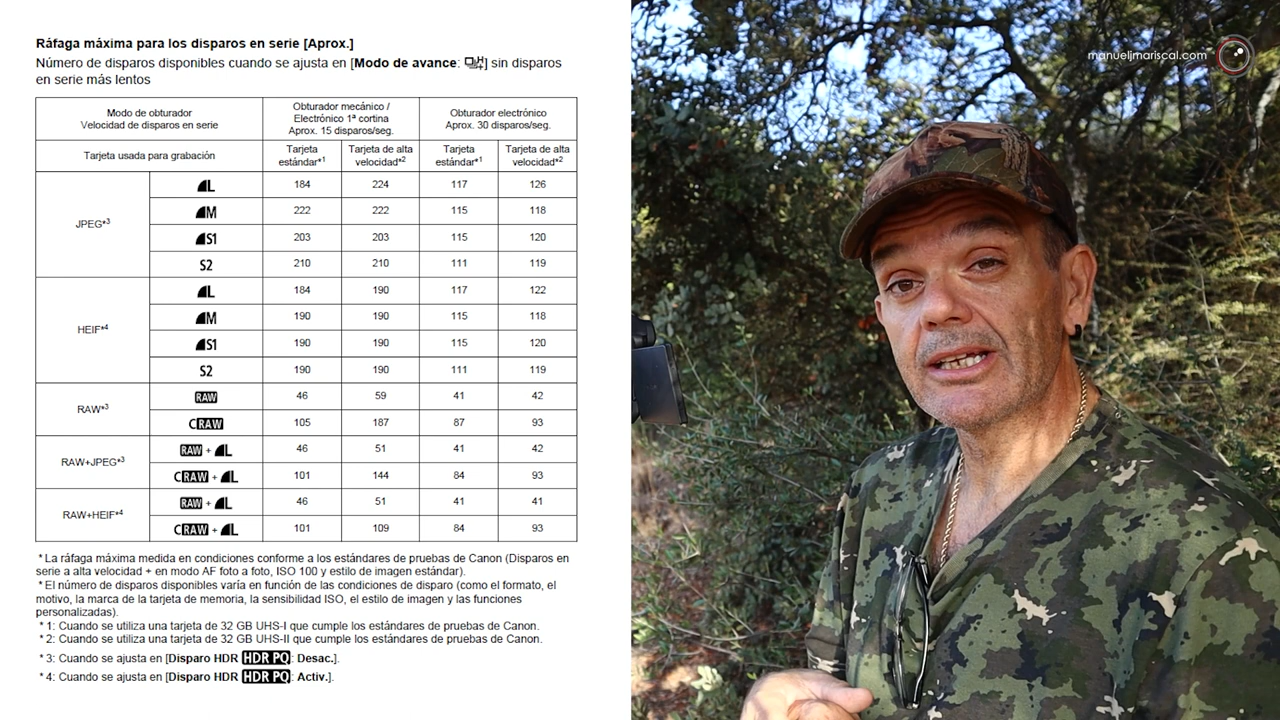 Ráfaga máxima para los disparos en serie [Aprox.]
Número de disparos disponibles cuando se ajusta en [Modo de avance: H+] sin disparos
en serie más lentos
Modo de obturador
Velocidad de disparos en serie
Obturador mecánico /
Electrónico 1ª cortina
Aprox. 15 disparos/seg.
Obturador electrónico
Aprox. 30 disparos/seg.
Tarjeta usada para grabación
Tarjeta estándar*1
Tarjeta de alta velocidad*2
Tarjeta estándar*1
Tarjeta de alta velocidad*2
JPEG*3
L 184 224 117 126
M 222 222 115 118
S1 203 203 115 120
S2 210 210 111 119
HEIF*4
L 184 190 117 122
M 190 190 115 118
S1 190 190 115 120
S2 190 190 111 119
RAW*3
RAW 46 59 41 42
CRAW 105 187 87 93
RAW+JPEG*3
RAW + L 46 51 41 42
CRAW + L 101 144 84 93
RAW+HEIF*4
RAW + L 46 51 41 41
CRAW + L 101 109 84 93
* La ráfaga máxima medida en condiciones conforme a los estándares de pruebas de Canon (Disparos en
serie a alta velocidad + en modo AF foto a foto, ISO 100 y estilo de imagen estándar).
* El número de disparos disponibles varía en función de las condiciones de disparo (como el formato, el
motivo, la marca de la tarjeta de memoria, la sensibilidad ISO, el estilo de imagen y las funciones
personalizadas).
* 1: Cuando se utiliza una tarjeta de 32 GB UHS-I que cumple los estándares de pruebas de Canon.
* 2: Cuando se utiliza una tarjeta de 32 GB UHS-II que cumple los estándares de pruebas de Canon.
* 3: Cuando se ajusta en [Disparo HDR HDR PQ: Desac.].
* 4: Cuando se ajusta en [Disparo HDR HDR PQ: Activ.].
manueljmariscal.com